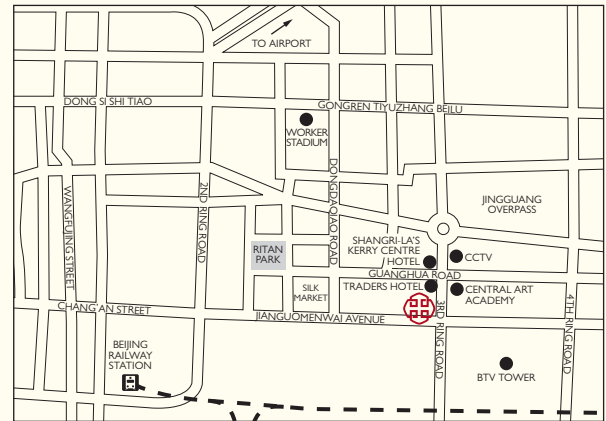 TO AIRPORT
DONG SI SHI TIAO
GONGREN TIYUZHANG BEILU
WORKER
STADIUM
WANGFUJING STREET
2ND RING ROAD
DONGDAQIAO ROAD
JINGGUANG
OVERPASS
RITAN
PARK
SHANGRI-LA'S
KERRY CENTRE
HOTEL
CCTV
GUANGHUA ROAD
SILK
MARKET
TRADERS HOTEL
CENTRAL ART
ACADEMY
CHANG'AN STREET
JIANGUOMENWAI AVENUE
3RD RING ROAD
4TH RING ROAD
BEIJING
RAILWAY
STATION
BTV TOWER